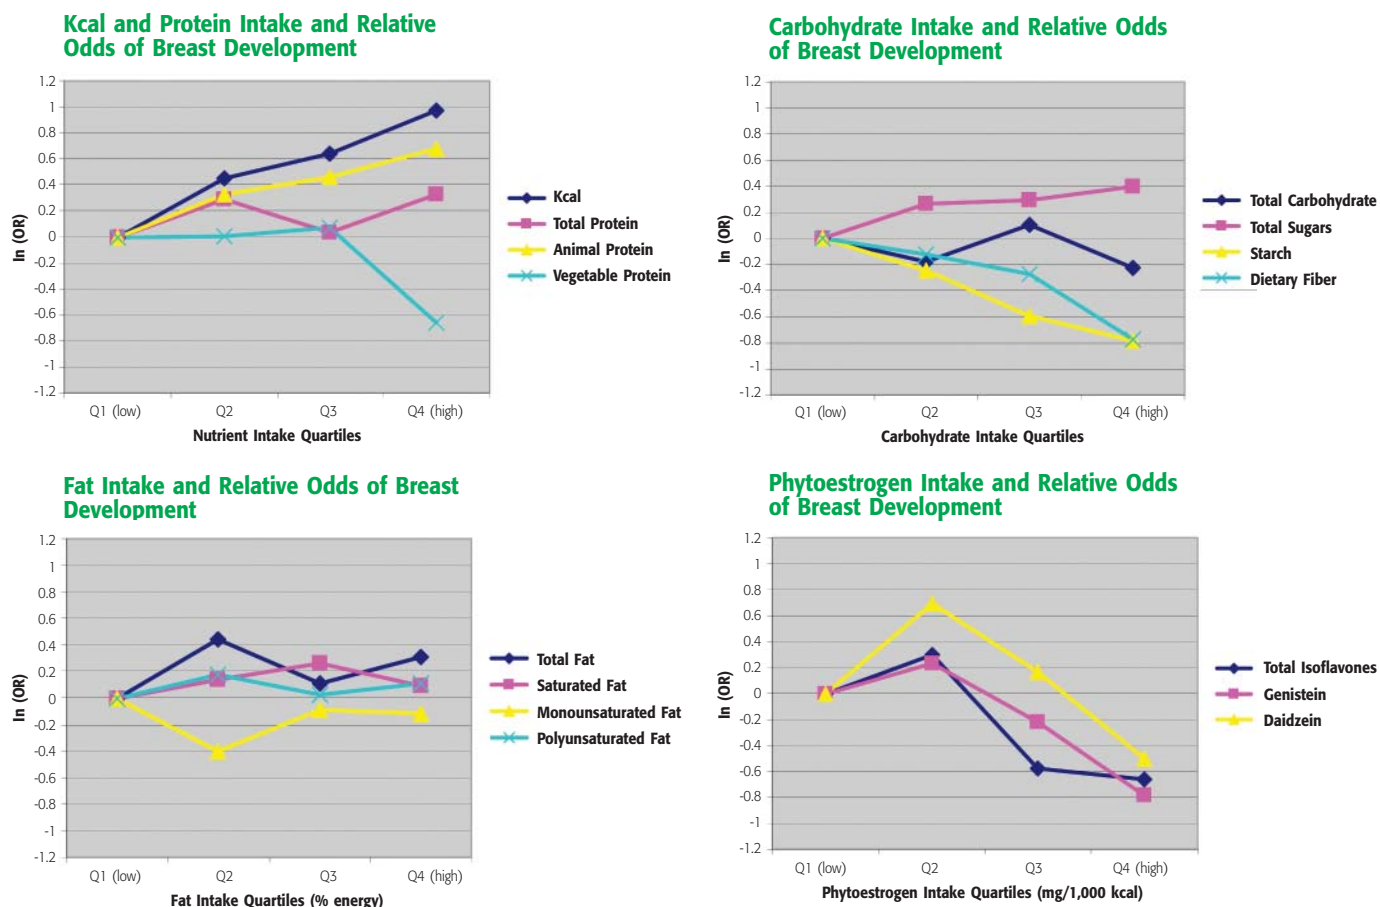 Kcal and Protein Intake and Relative
Odds of Breast Development
1.2
1
0.8
0.6
0.4
0.2
0
-0.2
-0.4
-0.6
-0.8
-1
-1.2
ln (OR)
Q1 (low) Q2 Q3 Q4 (high)
Nutrient Intake Quartiles
Kcal
Total Protein
Animal Protein
Vegetable Protein
Carbohydrate Intake and Relative Odds
of Breast Development
1.2
1
0.8
0.6
0.4
0.2
0
-0.2
-0.4
-0.6
-0.8
-1
-1.2
ln (OR)
Q1 (low) Q2 Q3 Q4 (high)
Carbohydrate Intake Quartiles
Total Carbohydrate
Total Sugars
Starch
Dietary Fiber
Fat Intake and Relative Odds of Breast
Development
1.2
1
0.8
0.6
0.4
0.2
0
-0.2
-0.4
-0.6
-0.8
-1
-1.2
ln (OR)
Q1 (low) Q2 Q3 Q4 (high)
Fat Intake Quartiles (% energy)
Total Fat
Saturated Fat
Monounsaturated Fat
Polyunsaturated Fat
Phytoestrogen Intake and Relative Odds
of Breast Development
1.2
1
0.8
0.6
0.4
0.2
0
-0.2
-0.4
-0.6
-0.8
-1
-1.2
ln (OR)
Q1 (low) Q2 Q3 Q4 (high)
Phytoestrogen Intake Quartiles (mg/1,000 kcal)
Total Isoflavones
Genistein
Daidzein